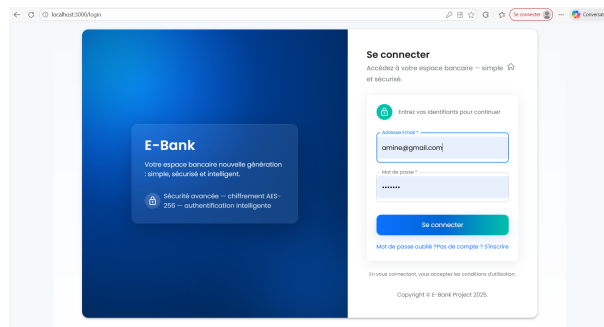 localhost:3000/login
Se connecter
Conversat
E-Bank
Votre espace bancaire nouvelle génération
: simple, sécurisé et intelligent.
Sécurité avancée — chiffrement AES-
256 — authentification intelligente
Se connecter
Accédez à votre espace bancaire — simple
et sécurisé.
Entrez vos identifiants pour continuer
Adresse Email *
amine@gmail.com
Mot de passe *
•••••••
Se connecter
Mot de passe oublié ?Pas de compte ? S'inscrire
En vous connectant, vous acceptez les conditions d'utilisation.
Copyright © E-Bank Project 2025.